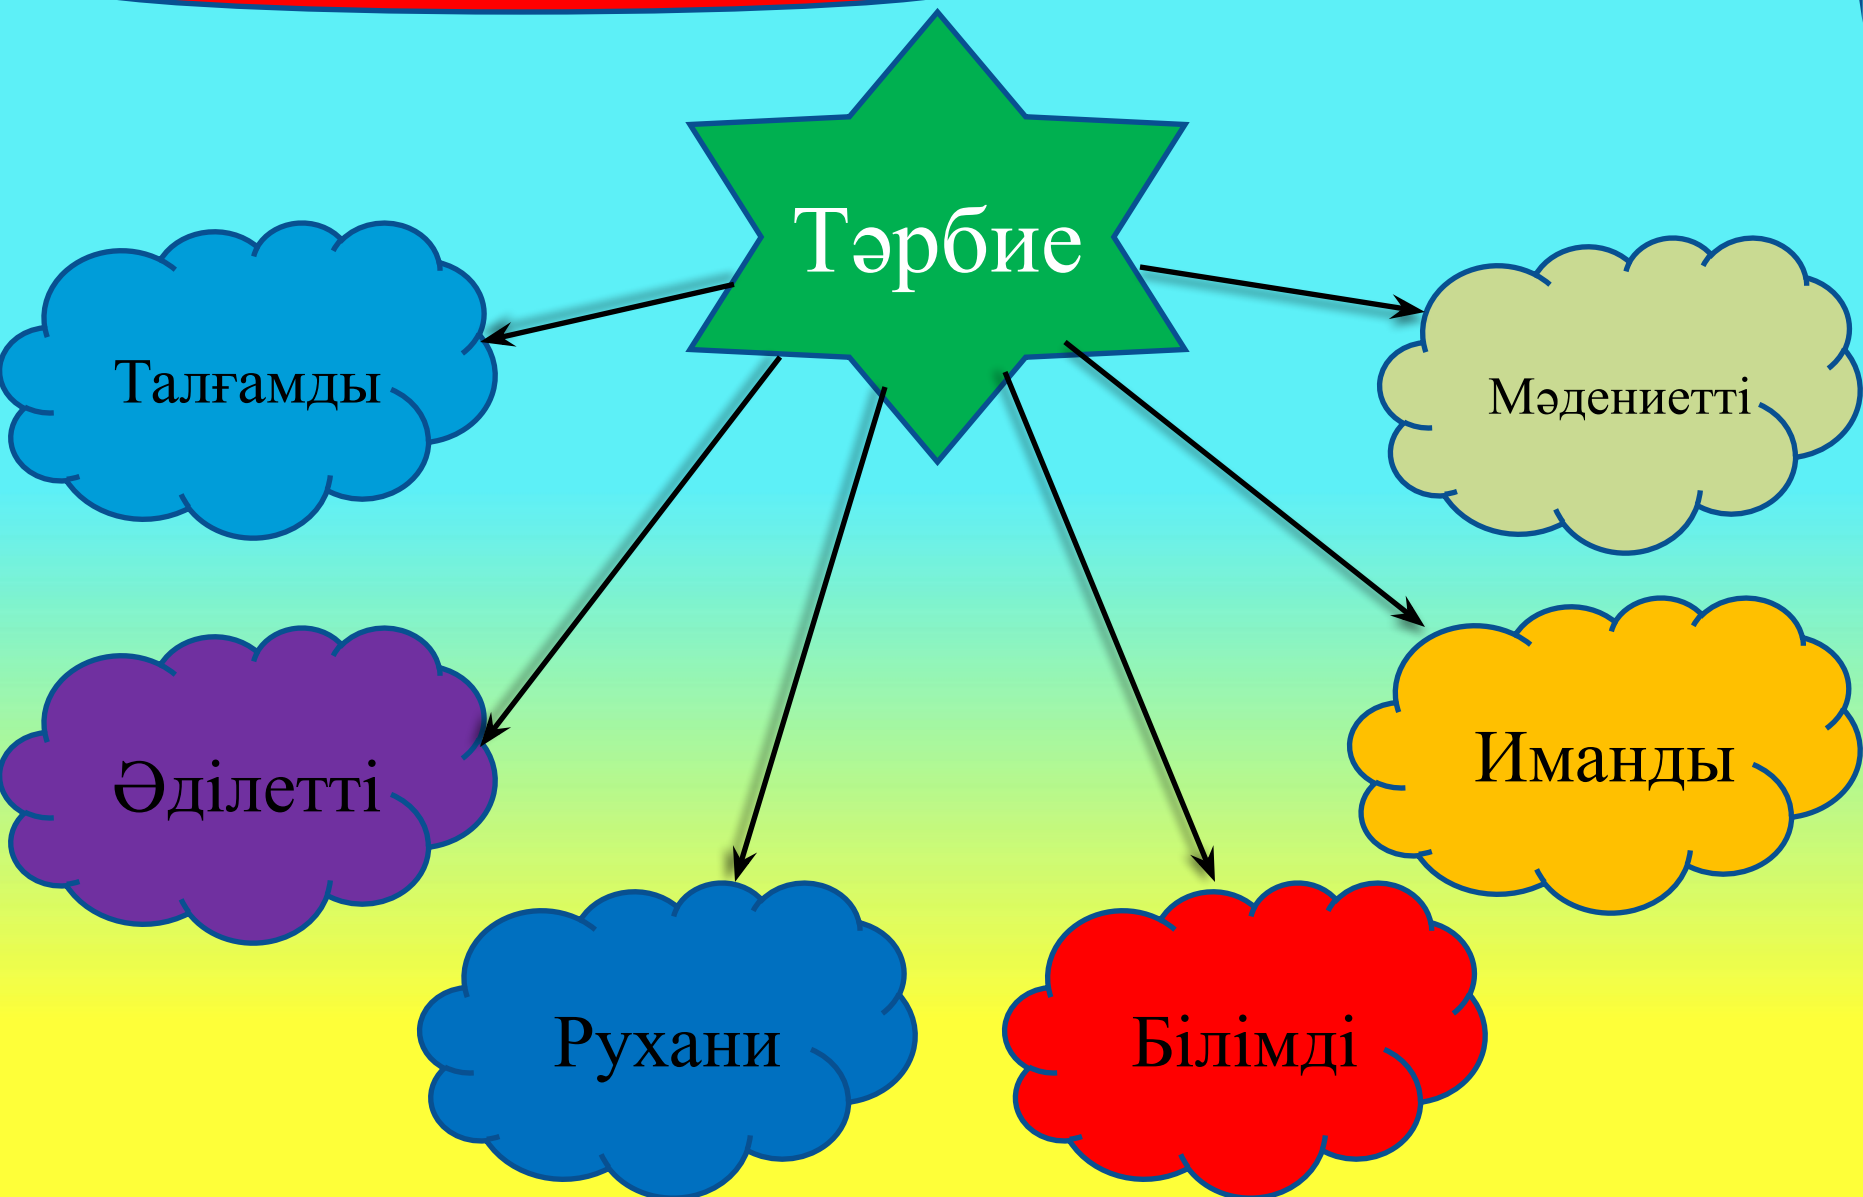 Тәрбие
Талғамды
Мәдениетті
Әділетті
Иманды
Рухани
Білімді